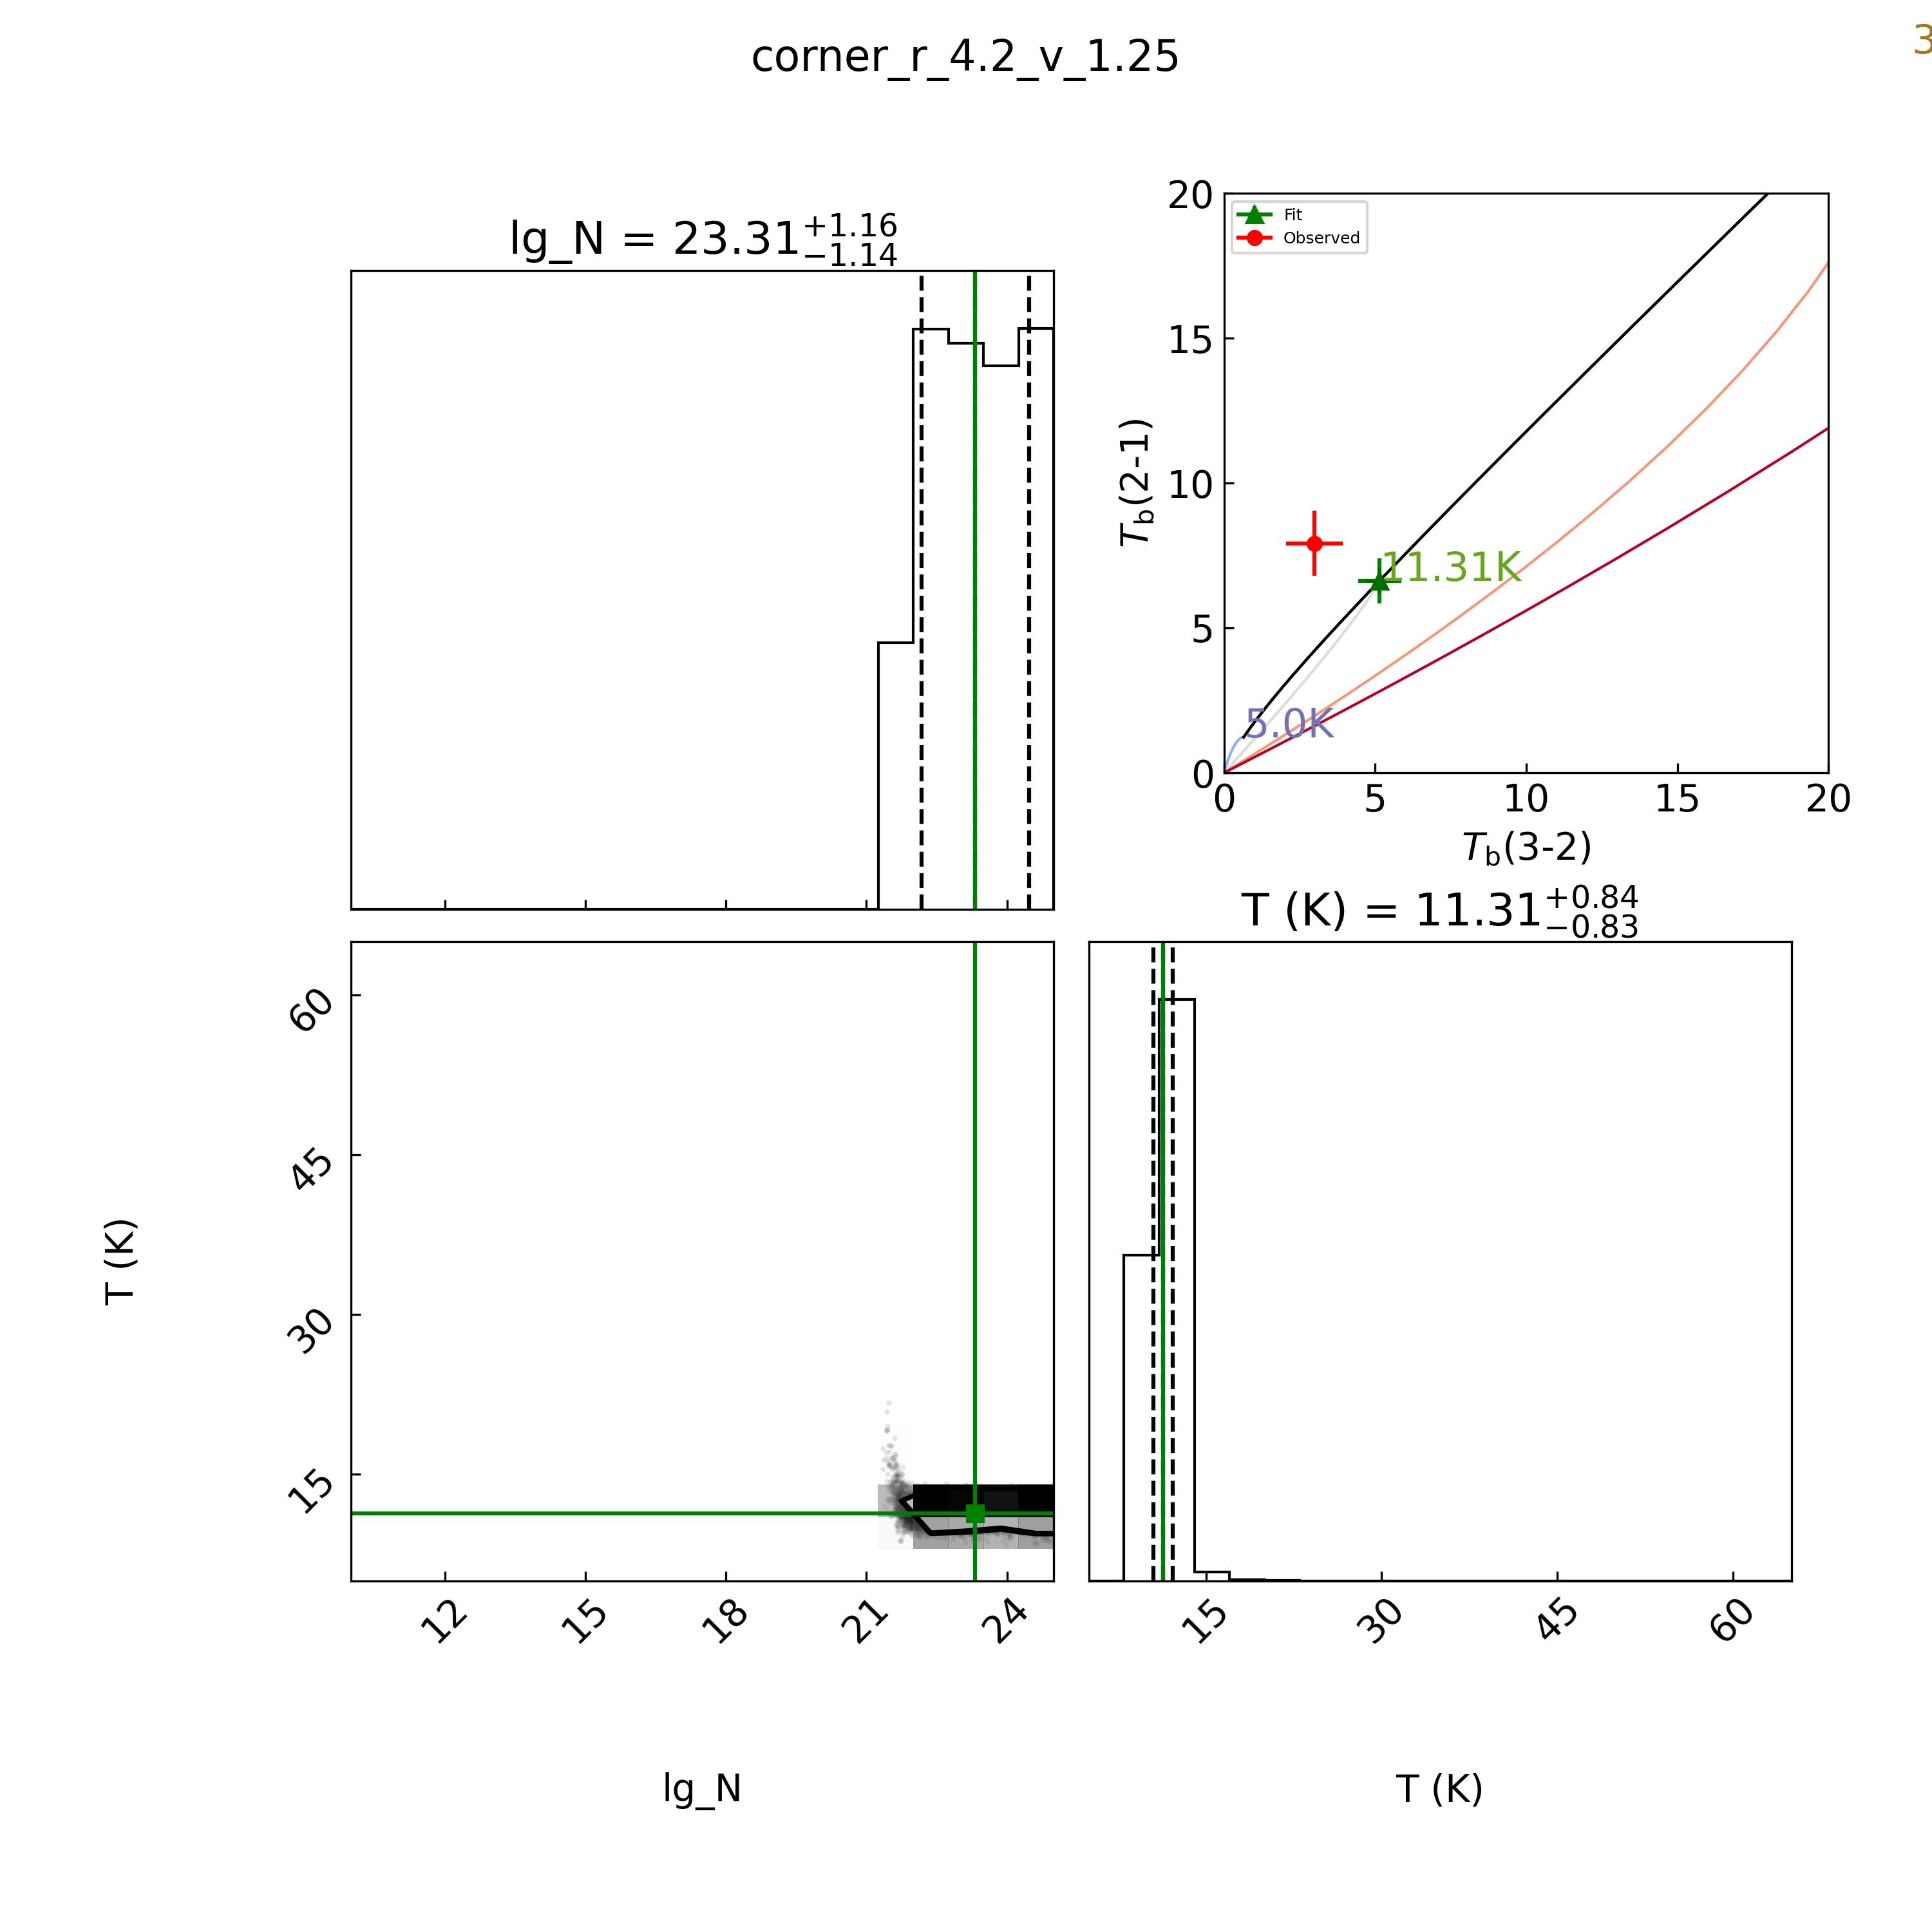 corner_r_4.2_v_1.25
3
lg_N = 23.31+1.16−1.14
20
15
10
5
0
Tb(2-1)
Fit
Observed
11.31K
5.0K
0 5 10 15 20
Tb(3-2)
T (K) = 11.31+0.84−0.83
60
45
30
15
T (K)
12 15 18 21 24
15 30 45 60
lg_N
T (K)